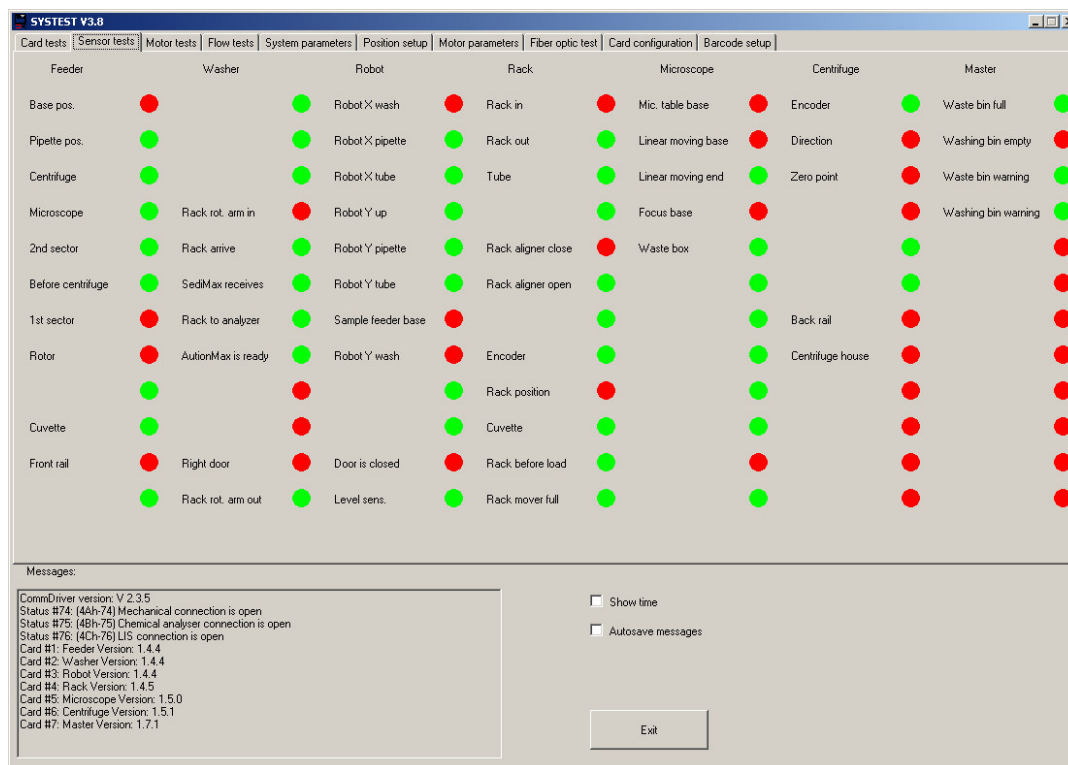 SYSTEST V3.8
Card tests Sensor tests Motor tests Flow tests System parameters Position setup Motor parameters Fiber optic test Card configuration Barcode setup
Feeder Washer Robot Rack Microscope Centrifuge Master
Base pos. Robot X wash Rack in Mic. table base Encoder Waste bin full
Pipette pos. Robot X pipette Rack out Linear moving base Direction Washing bin empty
Centrifuge Robot X tube Tube Linear moving end Zero point Waste bin warning
Microscope Rack rot. arm in Robot Y up Focus base Washing bin warning
2nd sector Rack arrive Robot Y pipette Rack aligner close Waste box
Before centrifuge SediMax receives Robot Y tube Rack aligner open
1st sector Rack to analyzer Sample feeder base Back rail
Rotor AutionMax is ready Robot Y wash Encoder Centrifuge house
Rack position
Cuvette Cuvette
Front rail Right door Door is closed Rack before load
Rack rot. arm out Level sens. Rack mover full
Messages:
CommDriver version: V 2.3.5
Status #74: (4Ah-74) Mechanical connection is open
Status #75: (4Bh-75) Chemical analyser connection is open
Status #76: (4Ch-76) LIS connection is open
Card #1: Feeder Version: 1.4.4
Card #2: Washer Version: 1.4.4
Card #3: Robot Version: 1.4.4
Card #4: Rack Version: 1.4.5
Card #5: Microscope Version: 1.5.0
Card #6: Centrifuge Version: 1.5.1
Card #7: Master Version: 1.7.1
Show time
Autosave messages
Exit